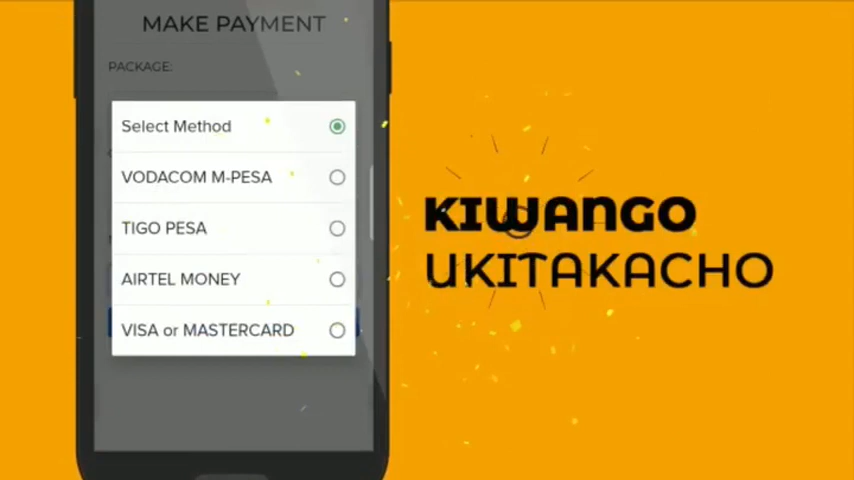 MAKE PAYMENT
PACKAGE:
Select Method
VODACOM M-PESA
TIGO PESA
AIRTEL MONEY
VISA or MASTERCARD
KIWANGO
UKITAKACHO